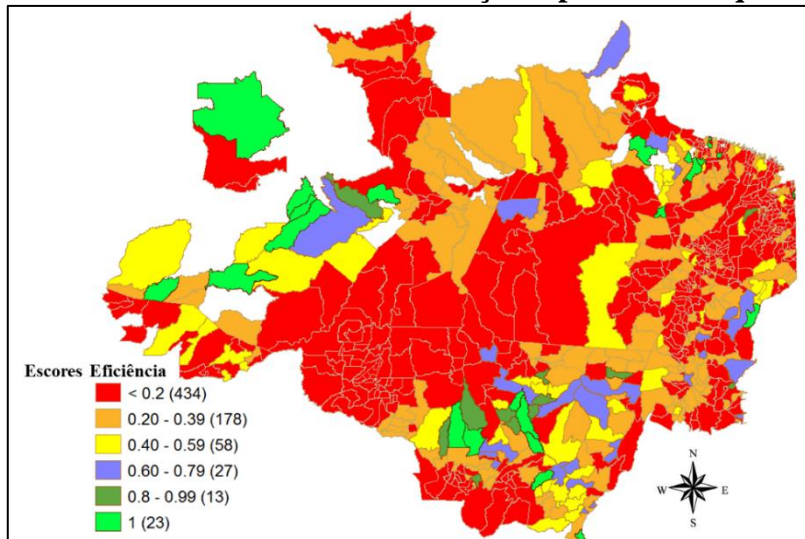 Escores Eficiência
< 0.2 (434)
0.20 - 0.39 (178)
0.40 - 0.59 (58)
0.60 - 0.79 (27)
0.8 - 0.99 (13)
1 (23)
N
W E
S